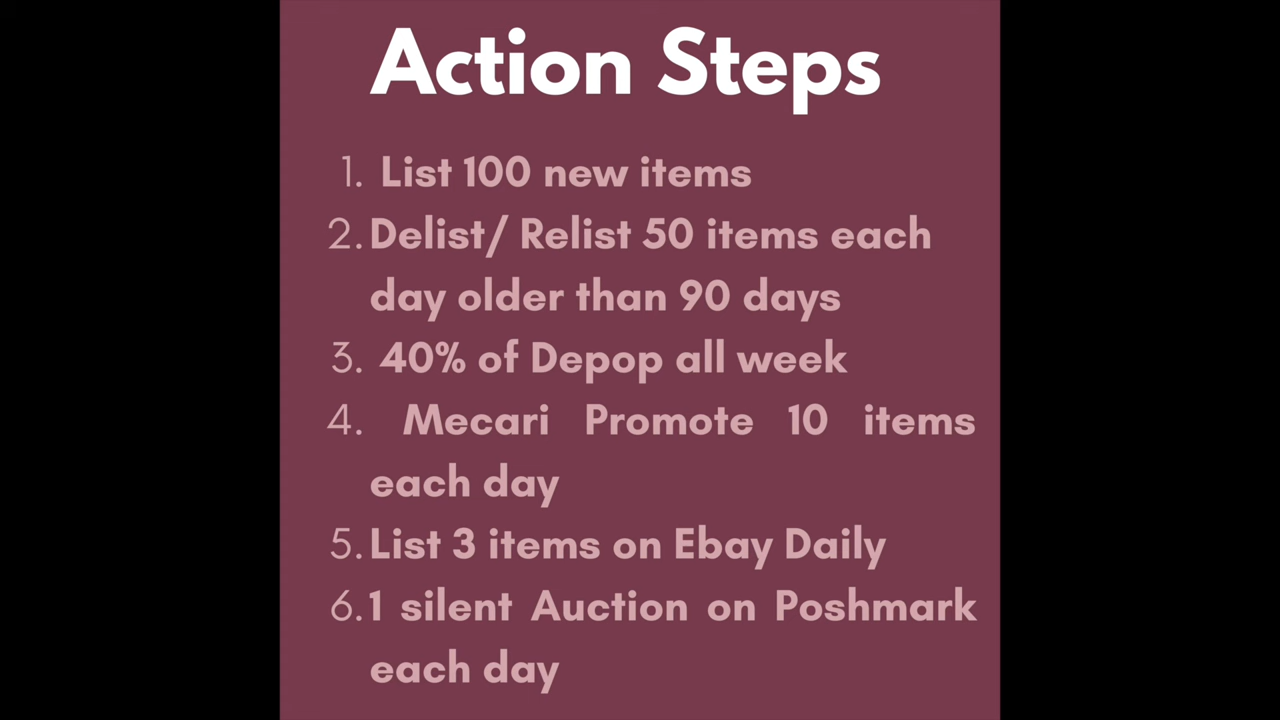 Action Steps
1. List 100 new items
2. Delist/ Relist 50 items each
day older than 90 days
3. 40% of Depop all week
4. Mecari Promote 10 items
each day
5. List 3 items on Ebay Daily
6. 1 silent Auction on Poshmark
each day